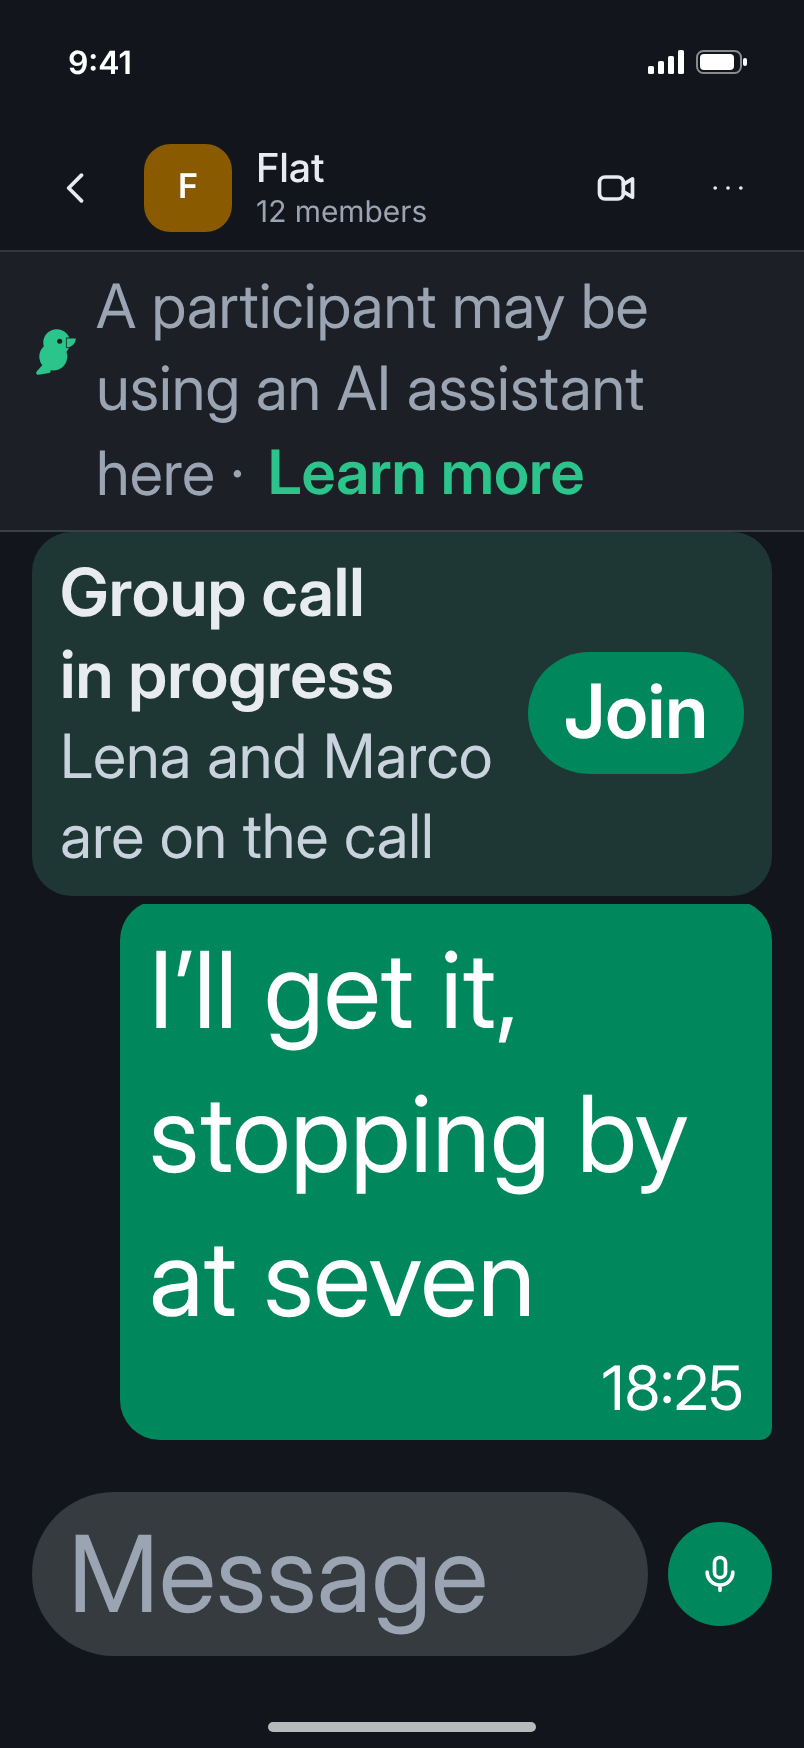 9:41
F
Flat
12 members
A participant may be
using an AI assistant
here · Learn more
Group call
in progress
Lena and Marco
are on the call
Join
I’ll get it,
stopping by
at seven
18:25
Message